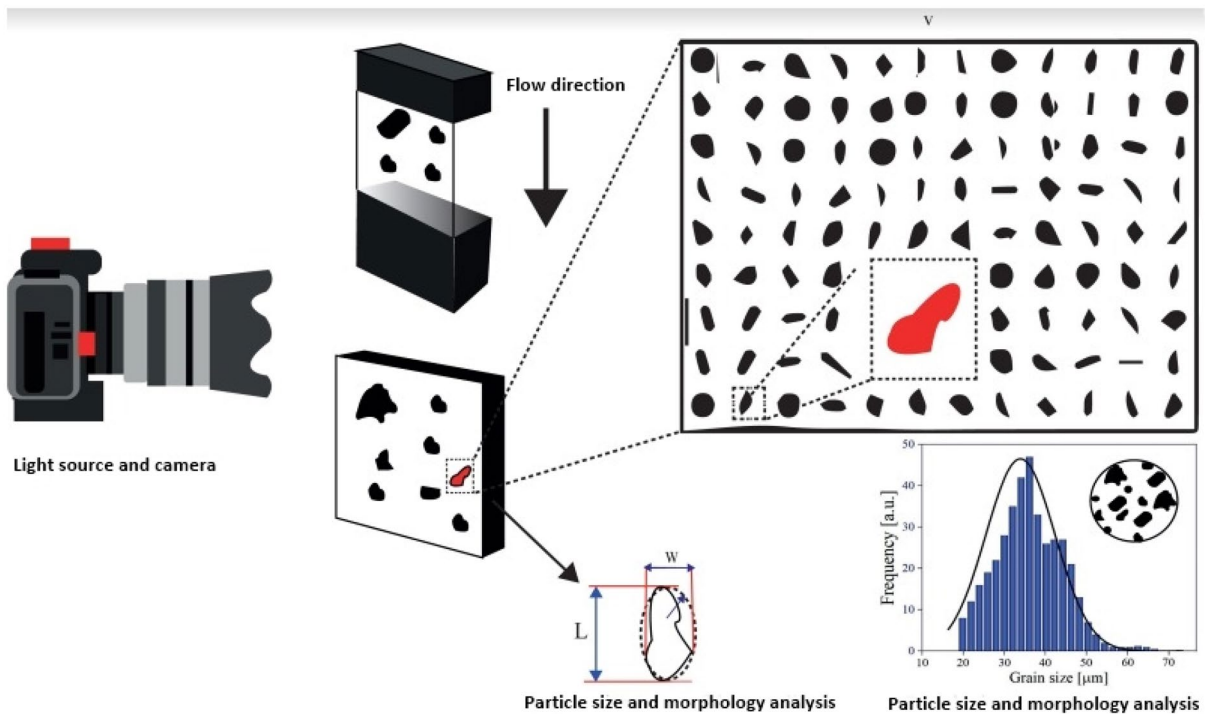 v
Flow direction
Light source and camera
W
L
Particle size and morphology analysis
50
40
30
20
10
0
Frequency [a.u.]
10 20 30 40 50 60 70
Grain size [μm]
Particle size and morphology analysis